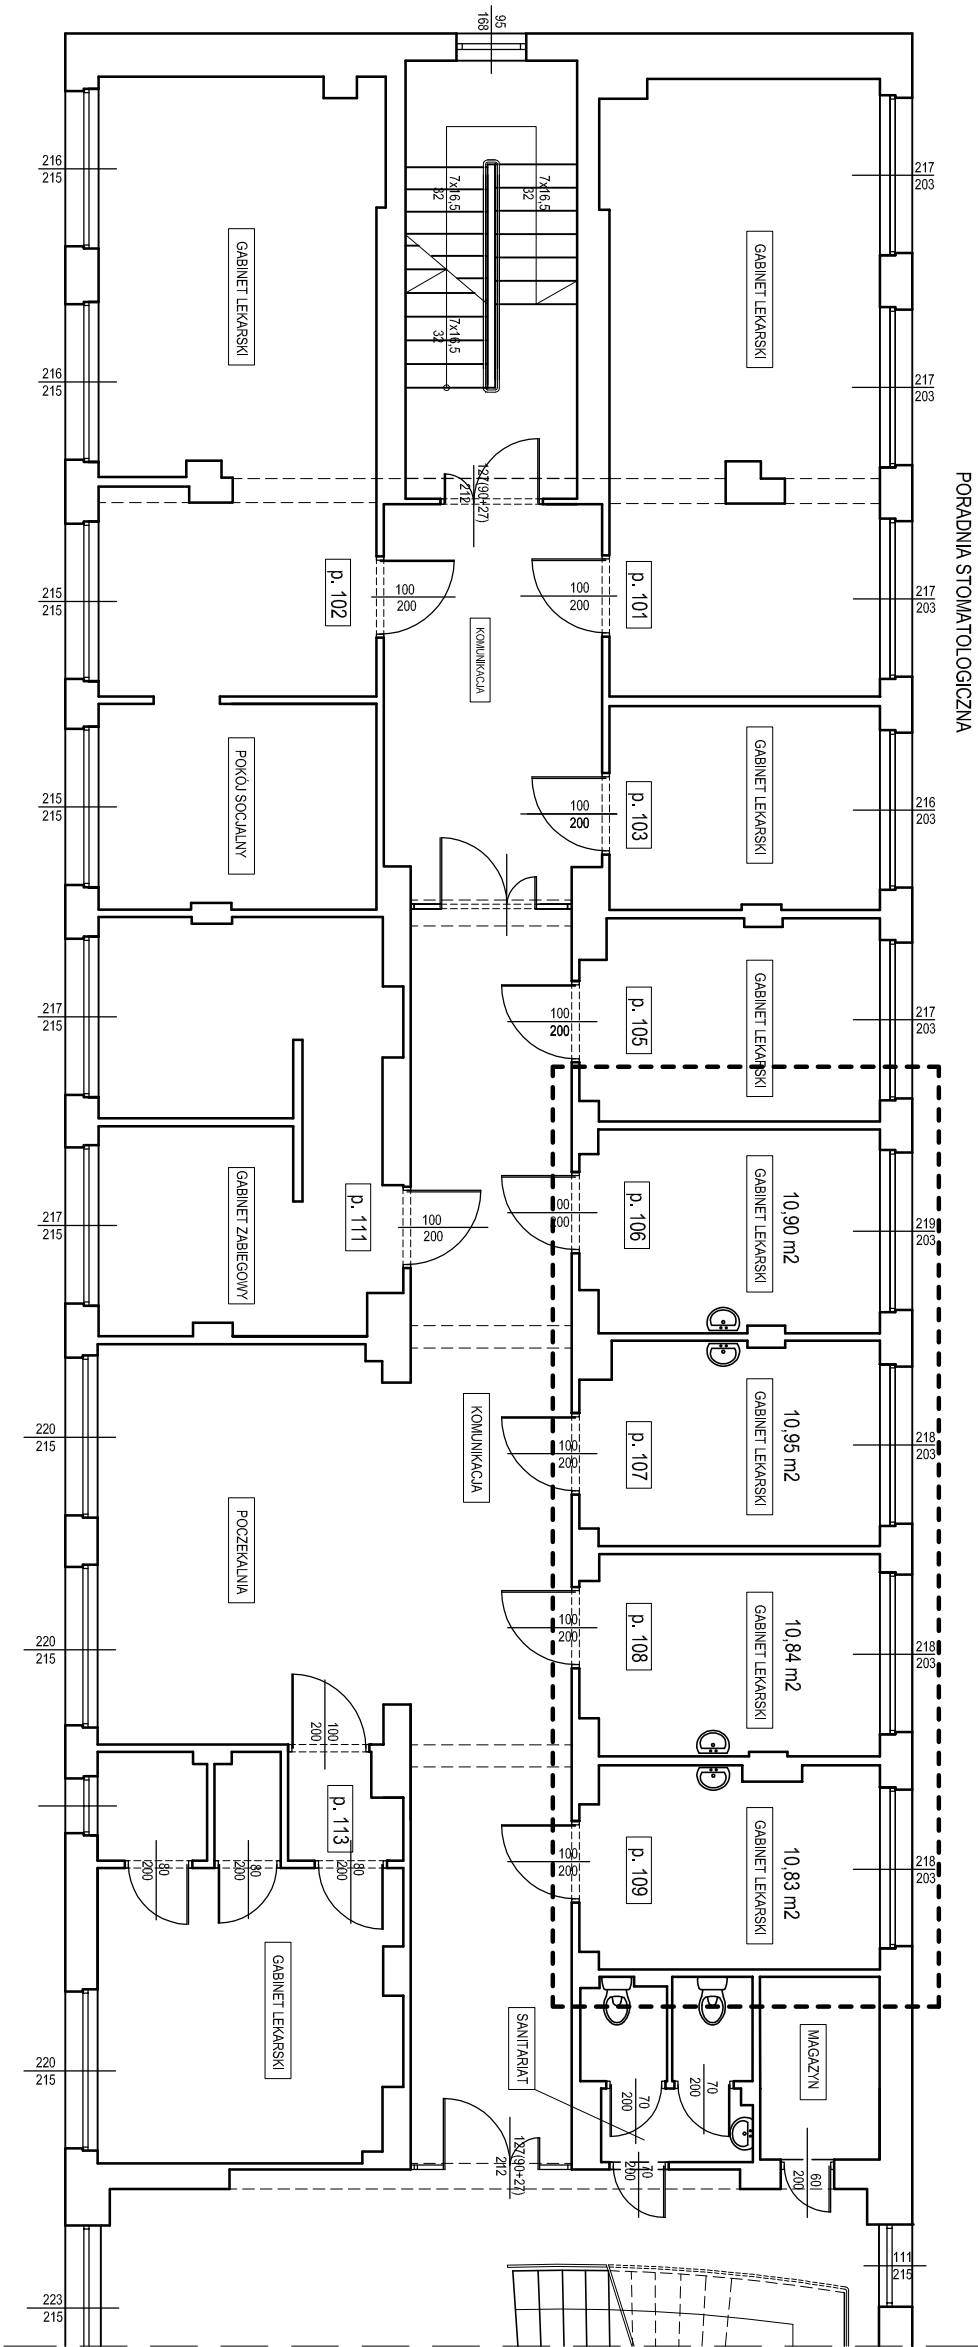 95
168
PORADNIA STOMATOLOGICZNA
216
215
GABINET LEKARSKI
7x16,5
32
7x16,5
32
GABINET LEKARSKI
217
203
216
215
7x16,5
32
217
203
127(90+27)
212
215
215
p. 102
100
200
100
200
p. 101
217
203
KOMUNIKACJA
215
215
POKÓJ SOCJALNY
100
200
p. 103
GABINET LEKARSKI
216
203
217
215
100
200
p. 105
GABINET LEKARSKI
217
203
217
215
GABINET ZABIEGOWY
p. 111
100
200
100
200
p. 106
GABINET LEKARSKI
10,90 m2
219
203
220
215
KOMUNIKACJA
100
200
p. 107
GABINET LEKARSKI
10,95 m2
218
203
POCZEKALNIA
220
215
100
200
p. 108
GABINET LEKARSKI
10,84 m2
218
203
100
200
p. 113
80
200
80
200
80
200
100
200
p. 109
GABINET LEKARSKI
10,83 m2
218
203
GABINET LEKARSKI
220
215
SANITARIAT
MAGAZYN
70
200
70
200
127(90+27)
212
70
200
60
200
111
215
223
215